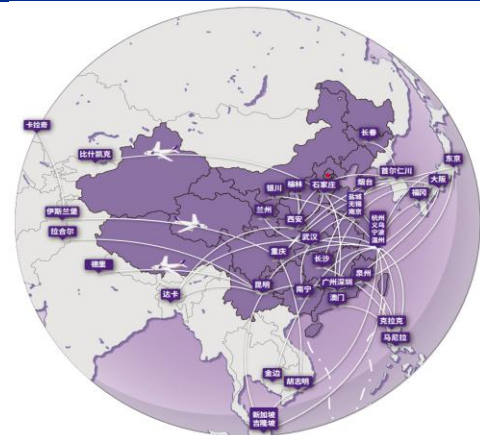 卡拉奇
长春
比什凯克
东京
首尔仁川
大阪
银川
榆林
石家庄
烟台
福冈
盐城
无锡
南京
伊斯兰堡
兰州
西安
杭州
义乌
宁波
温州
拉合尔
武汉
重庆
长沙
德里
泉州
达卡
昆明
南宁
广州深圳
澳门
克拉克
马尼拉
金边
胡志明
新加坡
吉隆坡